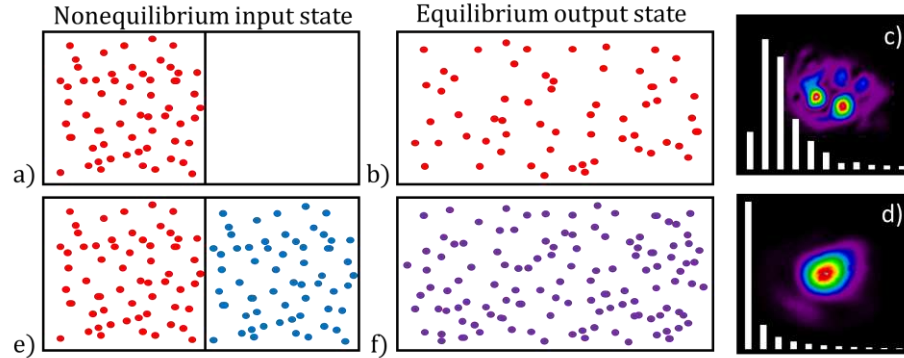 Nonequilibrium input state
Equilibrium output state
a)
b)
c)
d)
e)
f)